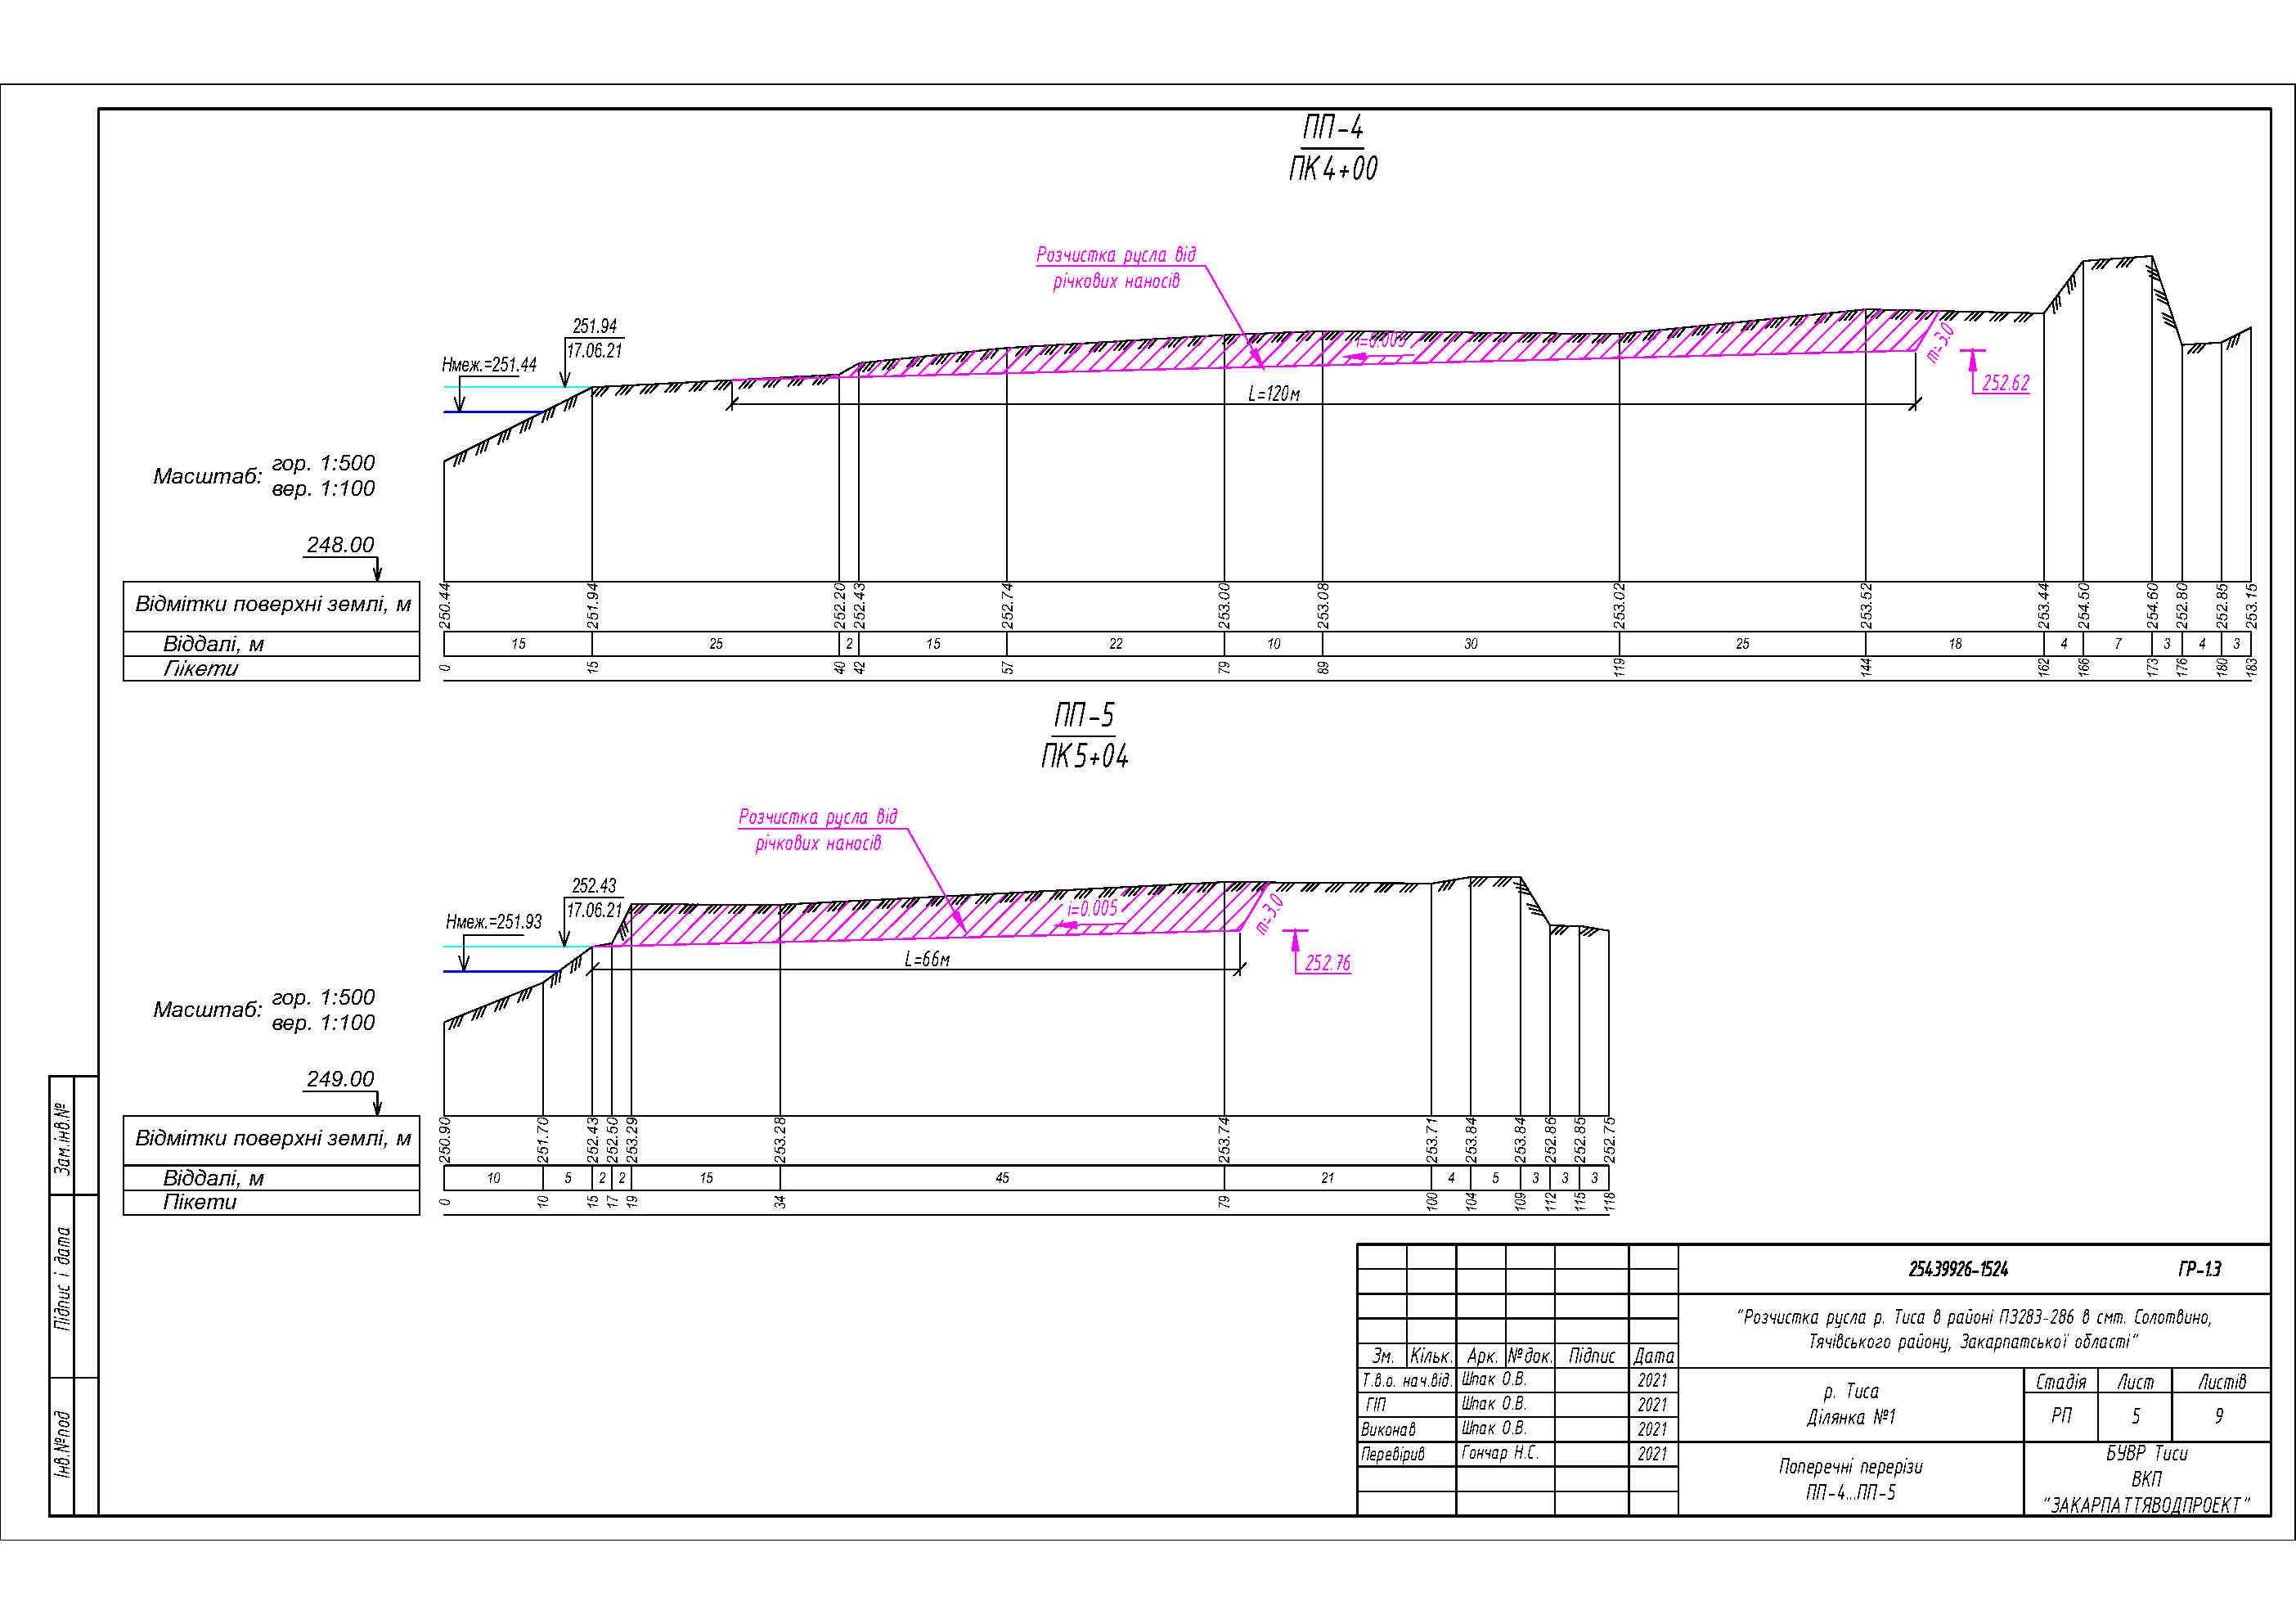 ПП-4
ПК4+00
Розчистка русла від
річкових наносів
251.94
17.06.21
Нмеж.=251.44
i=0.005
m=3.0
252.62
L=120м
Масштаб: гор. 1:500
вер. 1:100
248.00
Відмітки поверхні землі, м 250.44 251.94 252.20 252.43 252.74 253.00 253.08 253.02 253.52 253.44 254.50 254.60 252.80 252.85 253.15
Віддалі, м 15 25 2 15 22 10 30 25 18 4 7 3 4 3
Пікети 0 15 40 42 57 79 89 119 144 162 166 173 176 180 183
ПП-5
ПК5+04
Розчистка русла від
річкових наносів
252.43
17.06.21
Нмеж.=251.93
i=0.005
m=3.0
252.76
L=66м
Масштаб: гор. 1:500
вер. 1:100
249.00
Відмітки поверхні землі, м 250.90 251.70 252.43 252.50 253.29 253.28 253.74 253.71 253.84 253.84 252.86 252.85 252.75
Віддалі, м 10 5 2 2 15 45 21 4 5 3 3 3
Пікети 0 10 15 17 19 34 79 100 104 109 112 115 118
Зам.інв.№
Підпис і дата
Інв.№под
25439926-1524 ГР-1.3
"Розчистка русла р. Тиса в районі П3283-286 в смт. Солотвино,
Тячівського району, Закарпатської області"
Зм. Кільк. Арк. №док. Підпис Дата
Т.в.о. нач.від. Шпак О.В. 2021
ГІП Шпак О.В. 2021
Виконав Шпак О.В. 2021
Перевірив Гончар Н.С. 2021
р. Тиса
Ділянка №1
Стадія Лист Листів
РП 5 9
Поперечні перерізи
ПП-4...ПП-5
БУВР Тиси
ВКП
"ЗАКАРПАТТЯВОДПРОЕКТ"